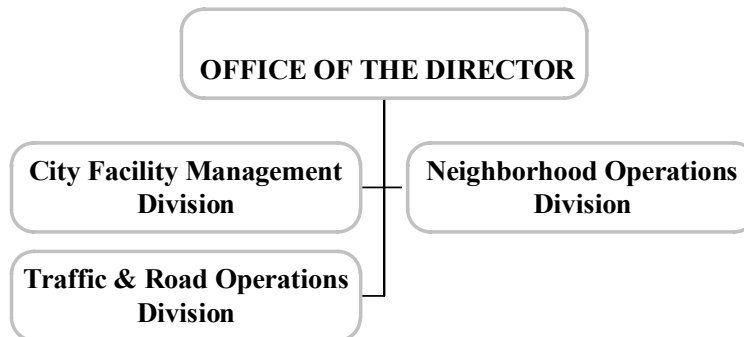 OFFICE OF THE DIRECTOR
City Facility Management
Division
Neighborhood Operations
Division
Traffic & Road Operations
Division